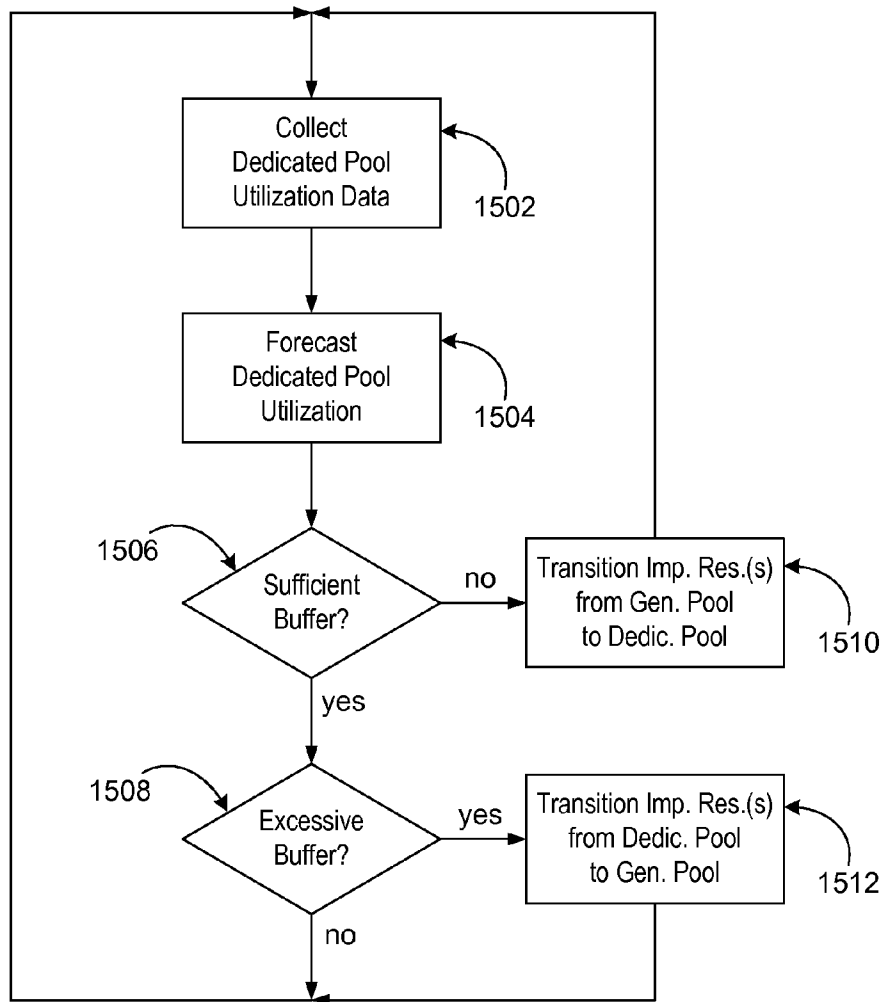 Collect
Dedicated Pool
Utilization Data
1502
Forecast
Dedicated Pool
Utilization
1504
1506
Sufficient
Buffer?
no
Transition Imp. Res.(s)
from Gen. Pool
to Dedic. Pool
1510
yes
1508
Excessive
Buffer?
yes
Transition Imp. Res.(s)
from Dedic. Pool
to Gen. Pool
1512
no